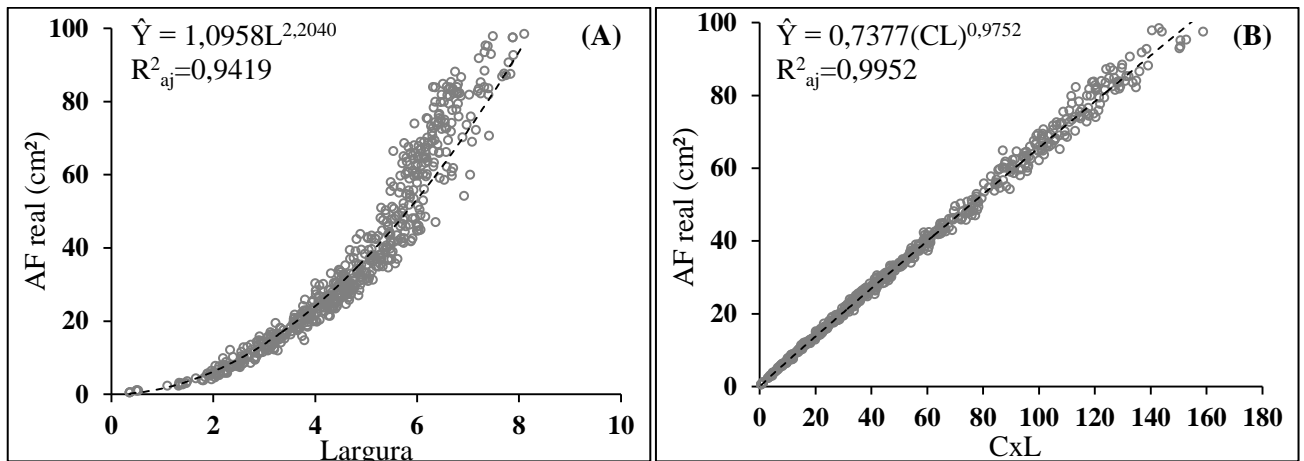 Ŷ = 1,0958L^2,2040
(A)
R²aj=0,9419
AF real (cm²)
100
80
60
40
20
0
0 2 4 6 8 10
Largura
Ŷ = 0,7377(CL)^0,9752
(B)
R²aj=0,9952
AF real (cm²)
100
80
60
40
20
0
0 20 40 60 80 100 120 140 160 180
CxL